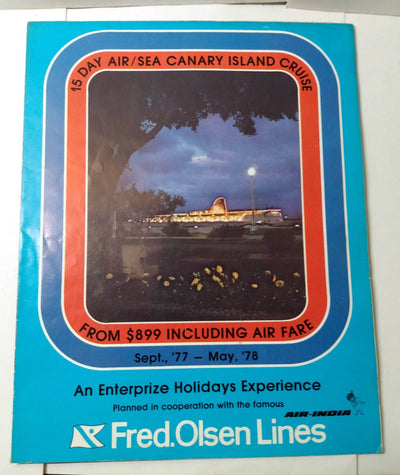 15 DAY AIR/SEA CANARY ISLAND CRUISE
FROM $899 INCLUDING AIR FARE
Sept., '77 — May, '78
An Enterprize Holidays Experience
Planned in cooperation with the famous
AIR-INDIA
Fred.Olsen Lines